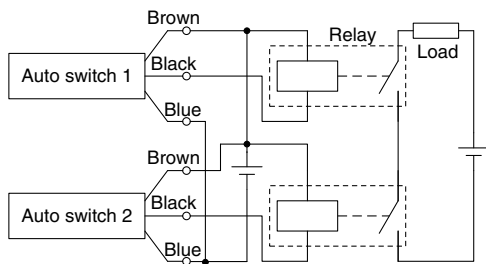 Brown
Relay
Load
Auto switch 1
Black
Blue
Brown
Auto switch 2
Black
Blue